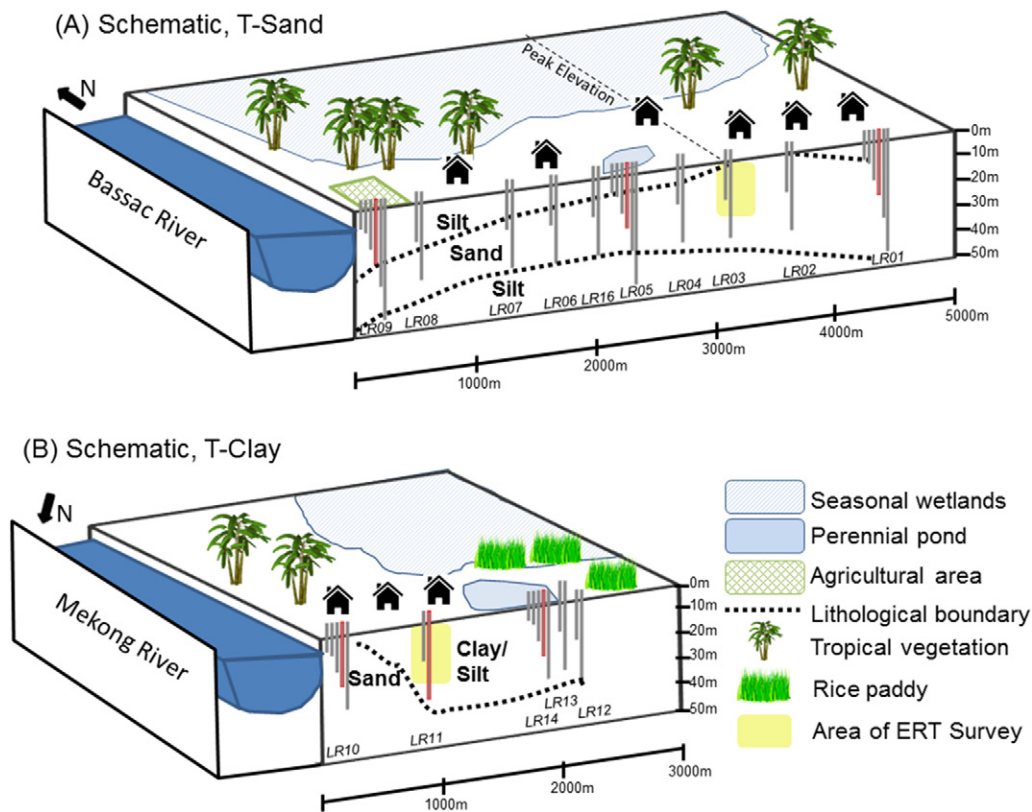 (A) Schematic, T-Sand
N
Peak Elevation
Bassac River
0m
10m
20m
30m
40m
50m
Silt
Sand
Silt
LR09
LR08
LR07
LR06
LR16
LR05
LR04
LR03
LR02
LR01
1000m
2000m
3000m
4000m
5000m
(B) Schematic, T-Clay
N
Mekong River
0m
10m
20m
30m
40m
50m
Sand
Clay/
Silt
LR10
LR11
LR14
LR13
LR12
1000m
2000m
3000m
Seasonal wetlands
Perennial pond
Agricultural area
Lithological boundary
Tropical vegetation
Rice paddy
Area of ERT Survey